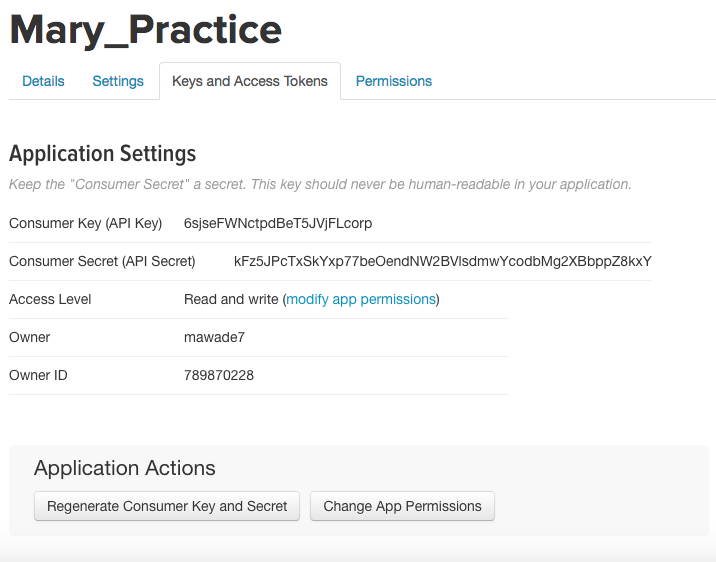 Mary_Practice
Details Settings Keys and Access Tokens Permissions
Application Settings
Keep the "Consumer Secret" a secret. This key should never be human-readable in your application.
Consumer Key (API Key) 6sjseFWNctpdBeT5JVjFLcorp
Consumer Secret (API Secret) kFz5JPcTxSkYxp77beOendNW2BVlsdmwYcodbMg2XBbppZ8kxY
Access Level Read and write (modify app permissions)
Owner mawade7
Owner ID 789870228
Application Actions
Regenerate Consumer Key and Secret Change App Permissions